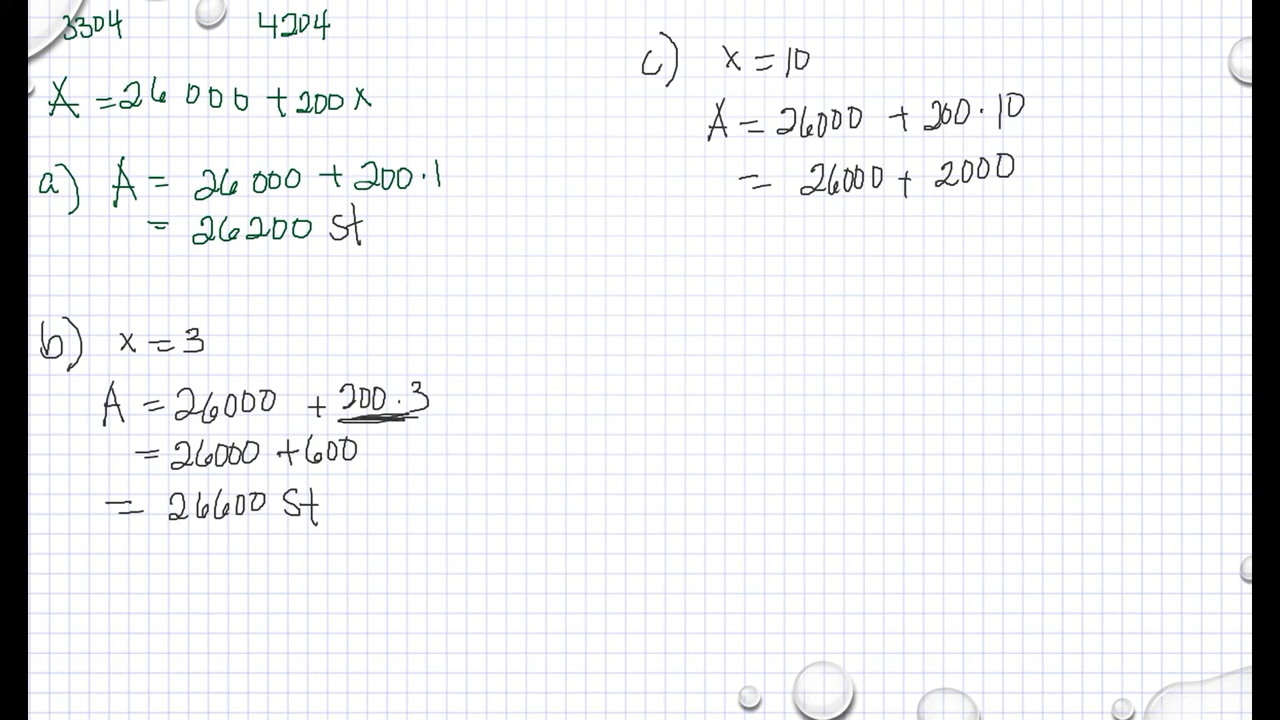 3304 4204
A = 26 000 + 200 x
a) A = 26 000 + 200 · 1
= 26200 st
b) x = 3
A = 26000 + 200 · 3
= 26000 + 600
= 26600 st
c) x = 10
A = 26000 + 200 · 10
= 26000 + 2000